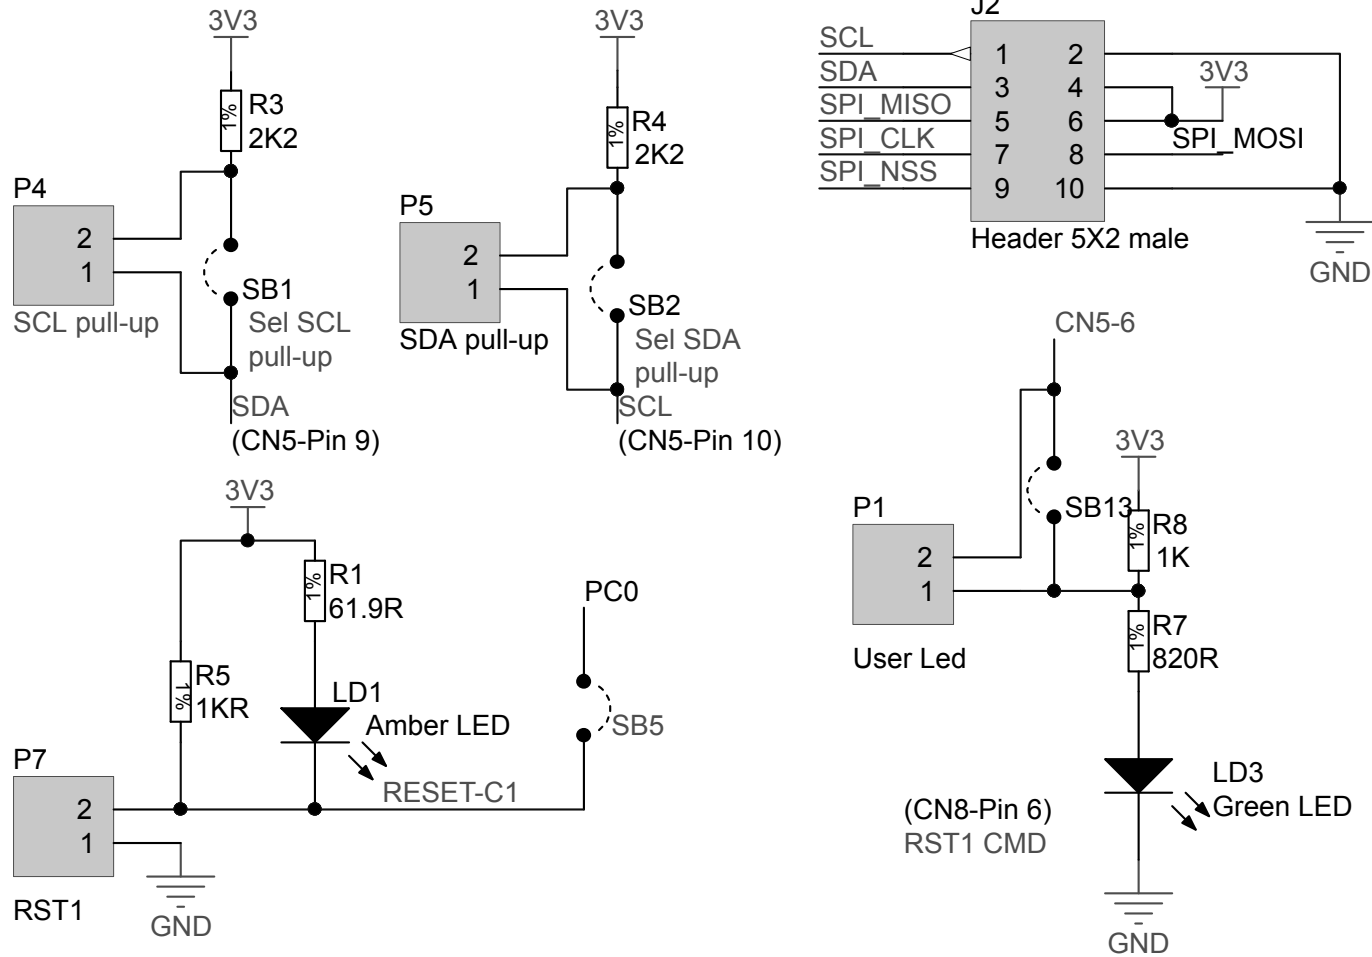 3V3
1%
R3
2K2
P4
2
1
SCL pull-up
SB1
Sel SCL
pull-up
SDA
(CN5-Pin 9)
3V3
1%
R4
2K2
P5
2
1
SDA pull-up
SB2
Sel SDA
pull-up
SCL
(CN5-Pin 10)
J2
SCL
1
2
SDA
3
4
3V3
SPI_MISO
5
6
SPI_MOSI
SPI_CLK
7
8
SPI_NSS
9
10
Header 5X2 male
GND
3V3
1%
R1
61.9R
1%
R5
1KR
LD1
Amber LED
PC0
SB5
RESET-C1
P7
2
1
RST1
GND
CN5-6
3V3
SB13
1%
R8
1K
P1
2
1
User Led
1%
R7
820R
LD3
Green LED
(CN8-Pin 6)
RST1 CMD
GND